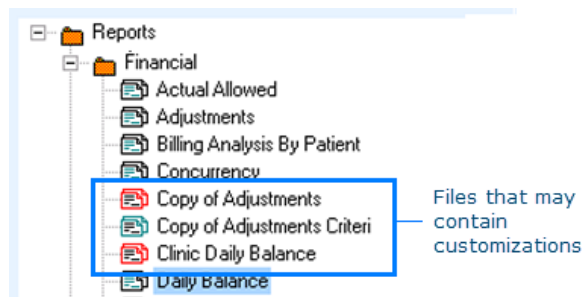 Reports
Financial
Actual Allowed
Adjustments
Billing Analysis By Patient
Concurrency
Copy of Adjustments
Copy of Adjustments Criteri
Clinic Daily Balance
Daily Balance
Files that may
contain
customizations